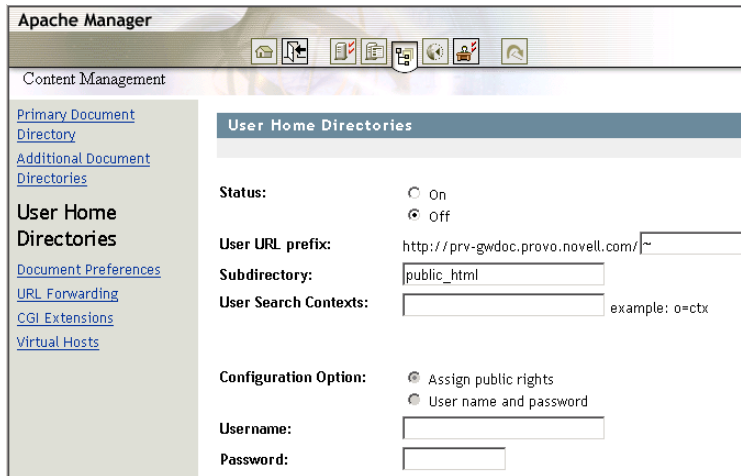 Apache Manager
Content Management
Primary Document
Directory
Additional Document
Directories
User Home
Directories
Document Preferences
URL Forwarding
CGI Extensions
Virtual Hosts
User Home Directories
Status:
On
Off
User URL prefix: http://prv-gwdoc.provo.novell.com/ ~
Subdirectory: public_html
User Search Contexts: example: o=ctx
Configuration Option:
Assign public rights
User name and password
Username:
Password: